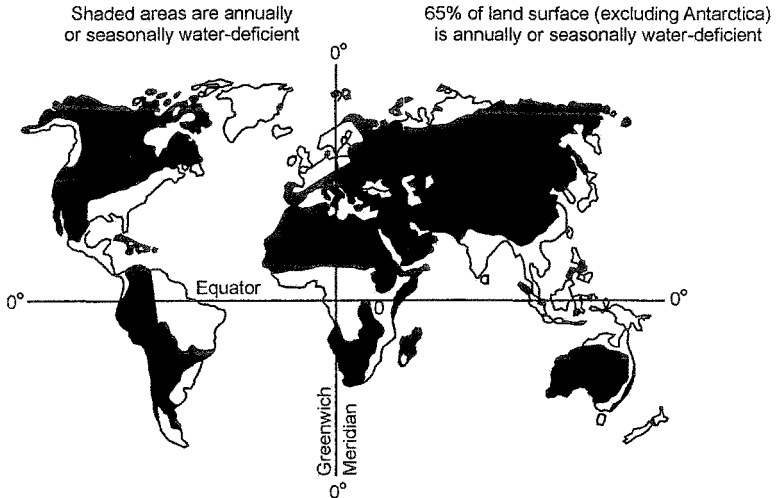 Shaded areas are annually
or seasonally water-deficient
65% of land surface (excluding Antarctica)
is annually or seasonally water-deficient
0°
Equator
0°
0°
Greenwich
Meridian
0°